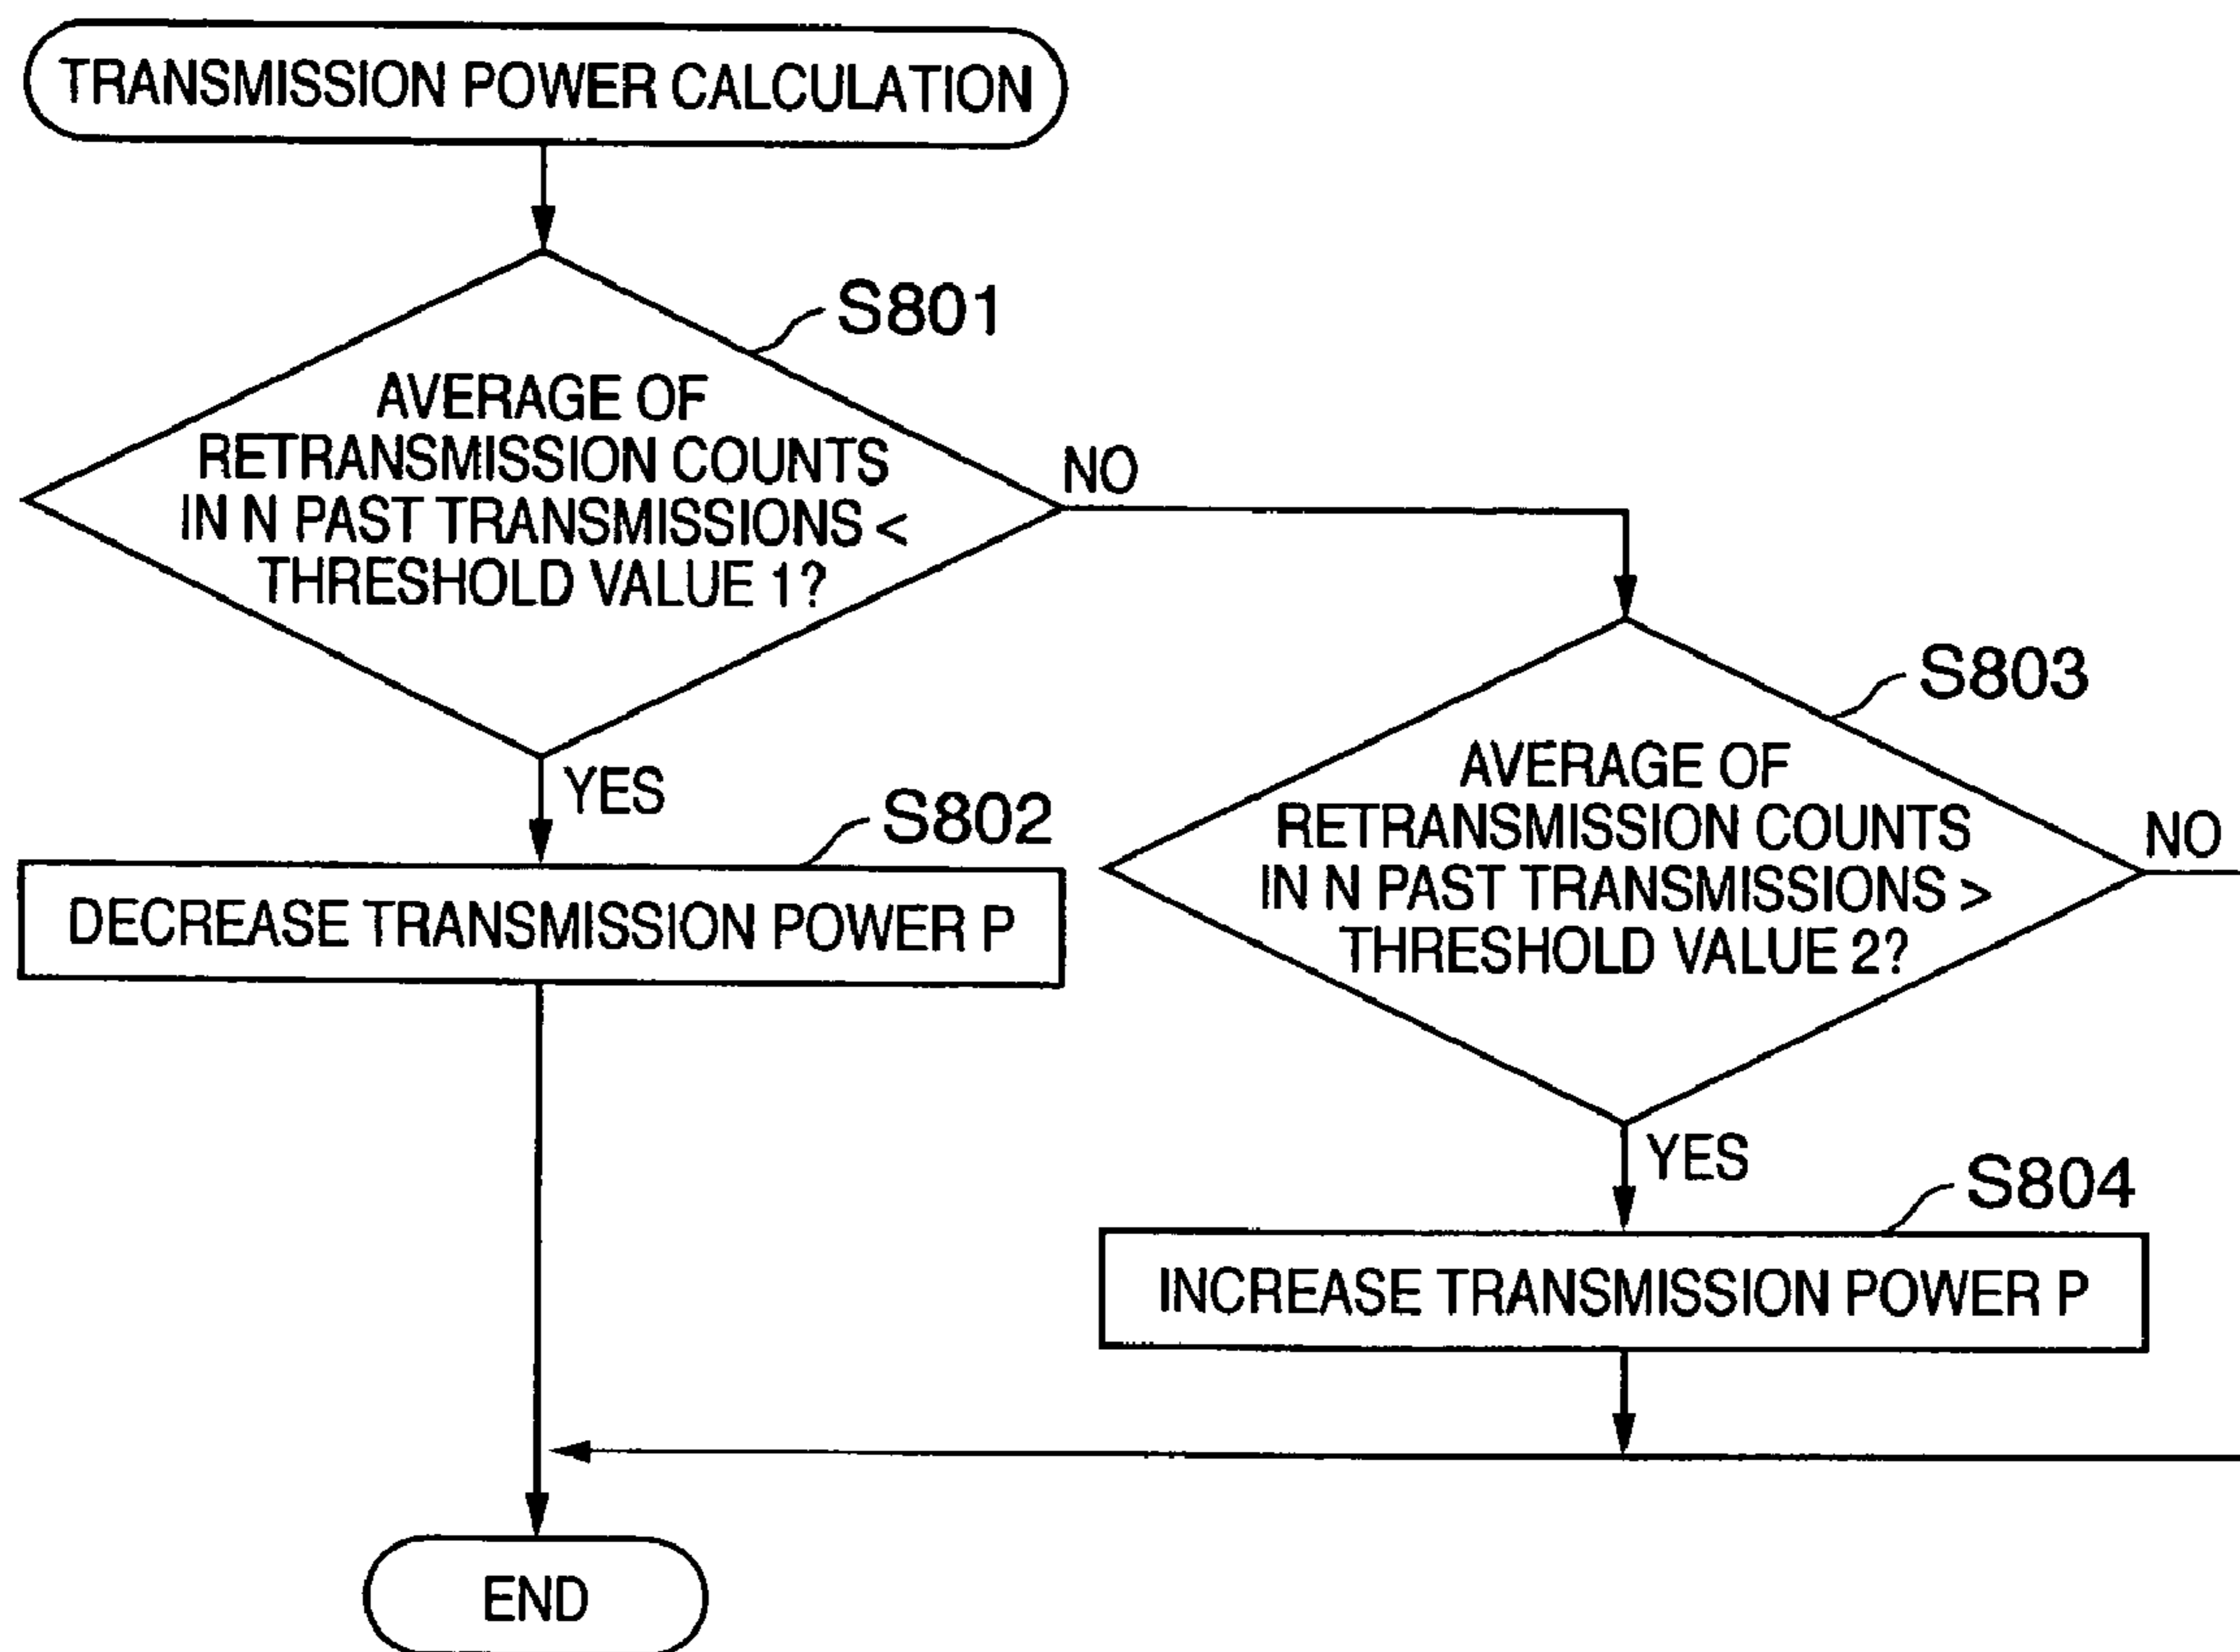 TRANSMISSION POWER CALCULATION
S801
AVERAGE OF
RETRANSMISSION COUNTS
IN N PAST TRANSMISSIONS <
THRESHOLD VALUE 1?
NO
YES
S802
DECREASE TRANSMISSION POWER P
S803
AVERAGE OF
RETRANSMISSION COUNTS
IN N PAST TRANSMISSIONS >
THRESHOLD VALUE 2?
NO
YES
S804
INCREASE TRANSMISSION POWER P
END